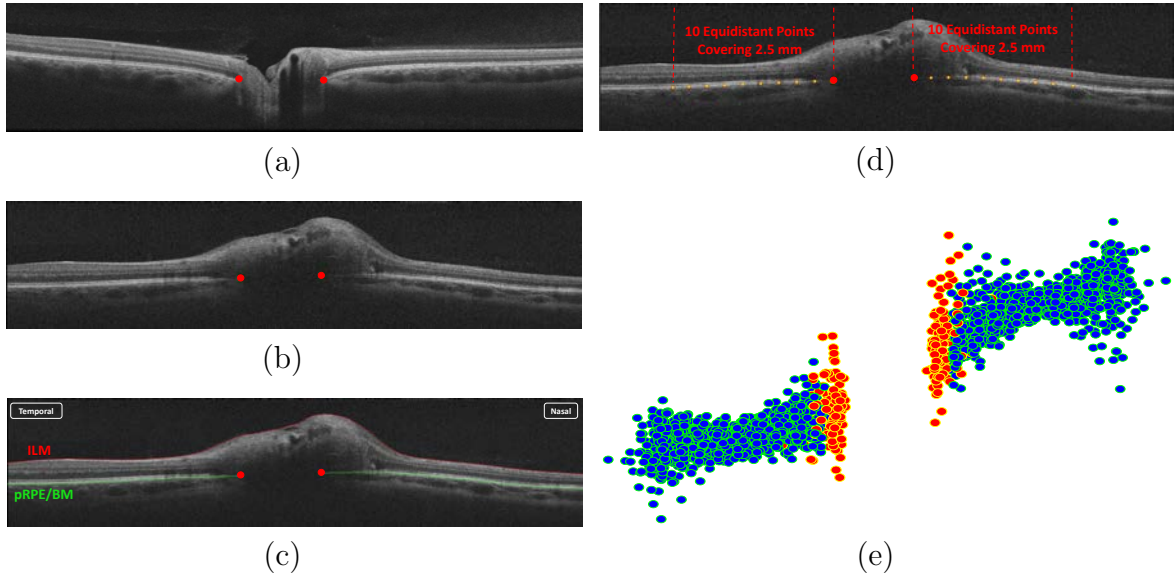 (a)
(b)
Temporal
Nasal
ILM
pRPE/BM
(c)
10 Equidistant Points
Covering 2.5 mm
10 Equidistant Points
Covering 2.5 mm
(d)
(e)